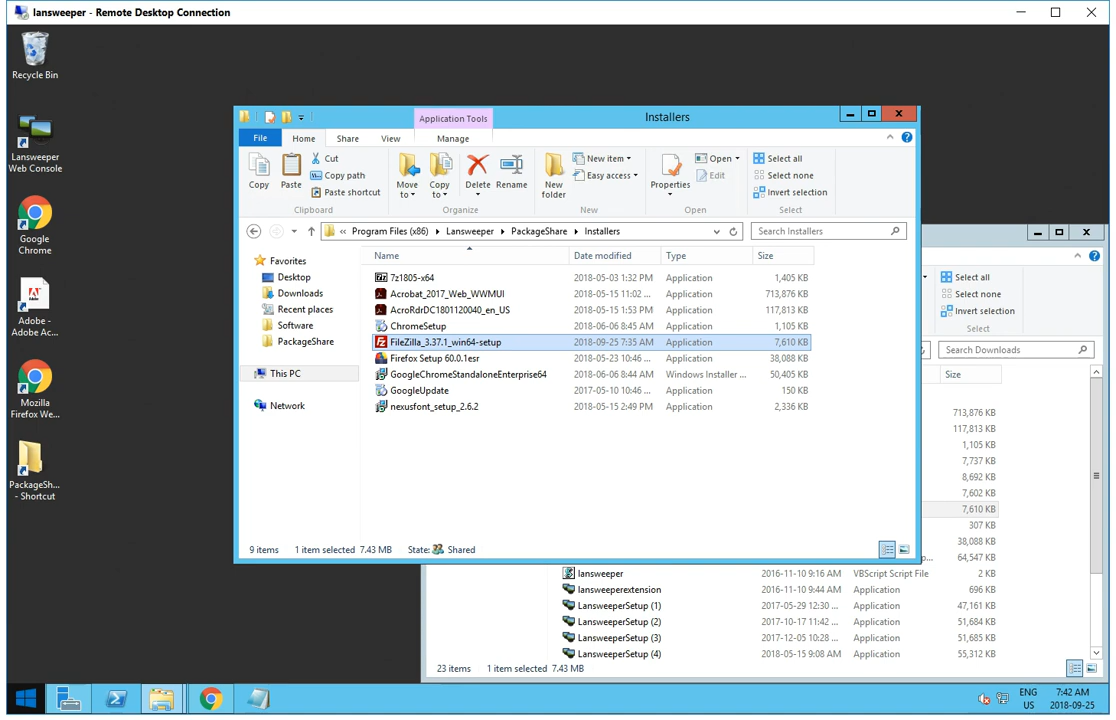 lansweeper - Remote Desktop Connection
Recycle Bin
Lansweeper
Web Console
Google
Chrome
Adobe -
Adobe Ac...
Mozilla
Firefox We...
PackageSh...
- Shortcut
Application Tools
Installers
File
Home
Share
View
Manage
Copy
Paste
Cut
Copy path
Paste shortcut
Clipboard
Move
to
Copy
to
Delete
Rename
Organize
New
folder
New item
Easy access
New
Properties
Open
Edit
Open
Select all
Select none
Invert selection
Select
« Program Files (x86) Lansweeper PackageShare Installers
Search Installers
Favorites
Desktop
Downloads
Recent places
Software
PackageShare
This PC
Network
Name Date modified Type Size
7z1805-x64 2018-05-03 1:32 PM Application 1,405 KB
Acrobat_2017_Web_WWMUI 2018-05-15 11:02 ... Application 713,876 KB
AcroRdrDC1801120040_en_US 2018-05-15 1:53 PM Application 117,813 KB
ChromeSetup 2018-06-06 8:45 AM Application 1,105 KB
FileZilla_3.37.1_win64-setup 2018-09-25 7:35 AM Application 7,610 KB
Firefox Setup 60.0.1esr 2018-05-23 10:46 ... Application 38,088 KB
GoogleChromeStandaloneEnterprise64 2018-06-06 8:44 AM Windows Installer ... 50,405 KB
GoogleUpdate 2017-05-10 10:46 ... Application 150 KB
nexusfont_setup_2.6.2 2018-05-15 2:49 PM Application 2,336 KB
9 items 1 item selected 7.43 MB State: Shared
Select all
Select none
Invert selection
Select
Search Downloads
Size
713,876 KB
117,813 KB
1,105 KB
7,737 KB
8,692 KB
7,602 KB
7,610 KB
307 KB
38,088 KB
64,547 KB
lansweeper 2016-11-10 9:16 AM VBScript Script File 2 KB
lansweeperextension 2016-11-10 9:44 AM Application 696 KB
LansweeperSetup (1) 2017-05-29 12:30 ... Application 47,161 KB
LansweeperSetup (2) 2017-10-17 11:42 ... Application 51,684 KB
LansweeperSetup (3) 2017-12-05 10:28 ... Application 51,685 KB
LansweeperSetup (4) 2018-05-15 9:08 AM Application 55,312 KB
23 items 1 item selected 7.43 MB
ENG
US
7:42 AM
2018-09-25